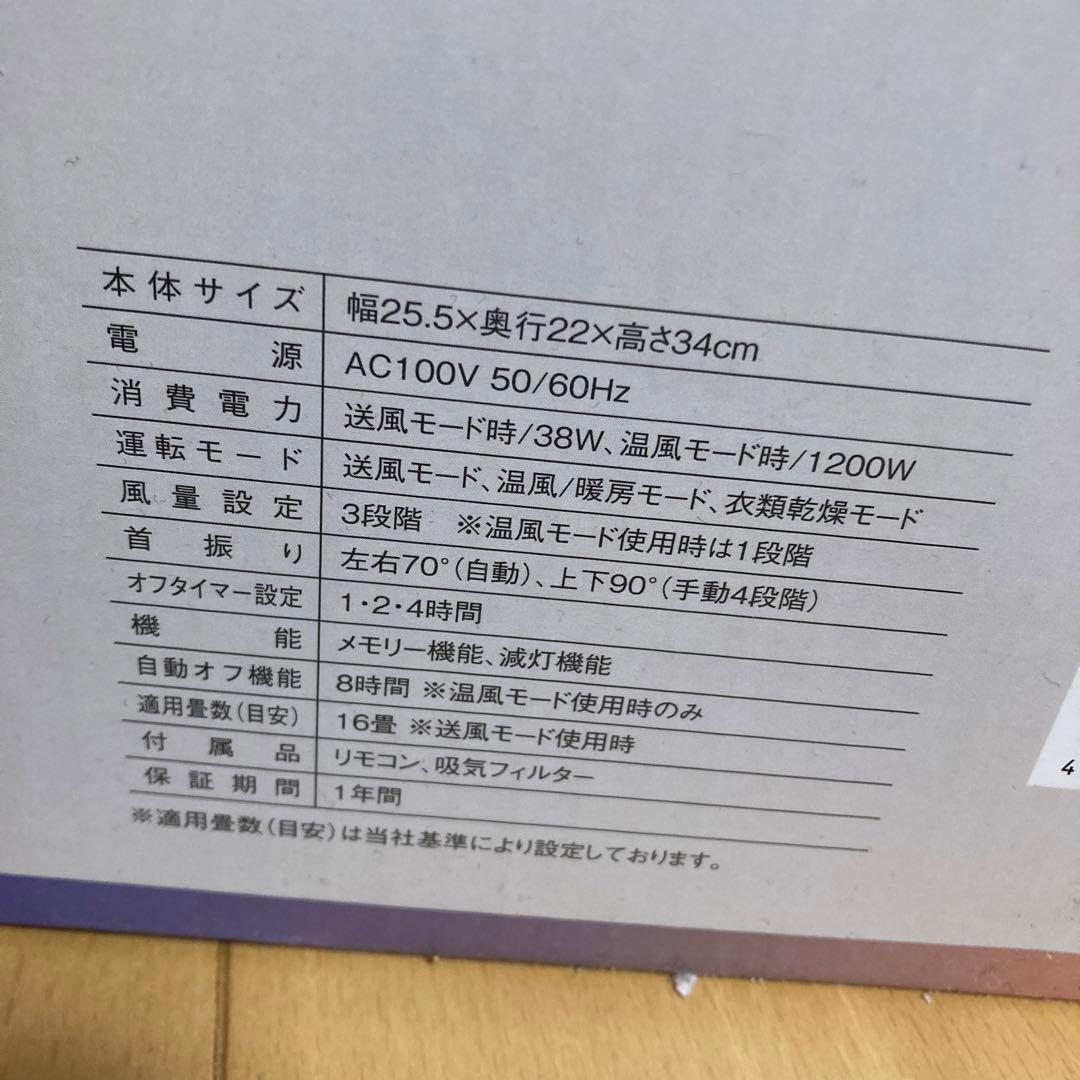 本体サイズ 幅25.5×奥行22×高さ34cm
電源 AC100V 50/60Hz
消費電力 送風モード時/38W、温風モード時/1200W
運転モード 送風モード、温風/暖房モード、衣類乾燥モード
風量設定 3段階 ※温風モード使用時は1段階
首振り 左右70°(自動)、上下90°(手動4段階)
オフタイマー設定 1・2・4時間
機能 メモリー機能、減灯機能
自動オフ機能 8時間 ※温風モード使用時のみ
適用畳数(目安) 16畳 ※送風モード使用時
付属品 リモコン、吸気フィルター
保証期間 1年間
※適用畳数(目安)は当社基準により設定しております。
4